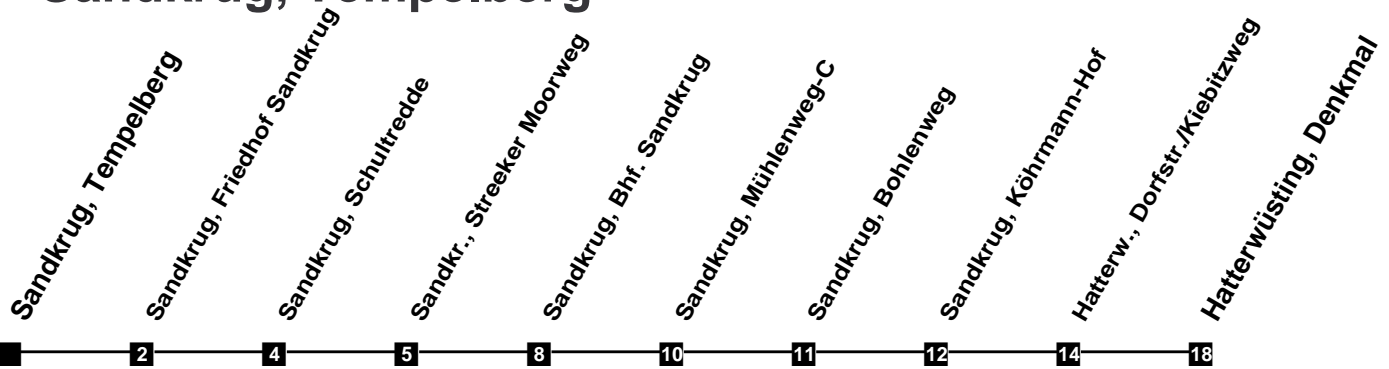 Sandkrug, Tempelberg
Sandkrug, Tempelberg
Sandkrug, Friedhof Sandkrug
Sandkrug, Schultredde
Sandkr., Streeker Moorweg
Sandkrug, Bhf. Sandkrug
Sandkrug, Mühlenweg-C
Sandkrug, Bohlenweg
Sandkrug, Köhrmann-Hof
Hatterw., Dorfstr./Kiebitzweg
Hatterwüsting, Denkmal
2 4 5 8 10 11 12 14 18